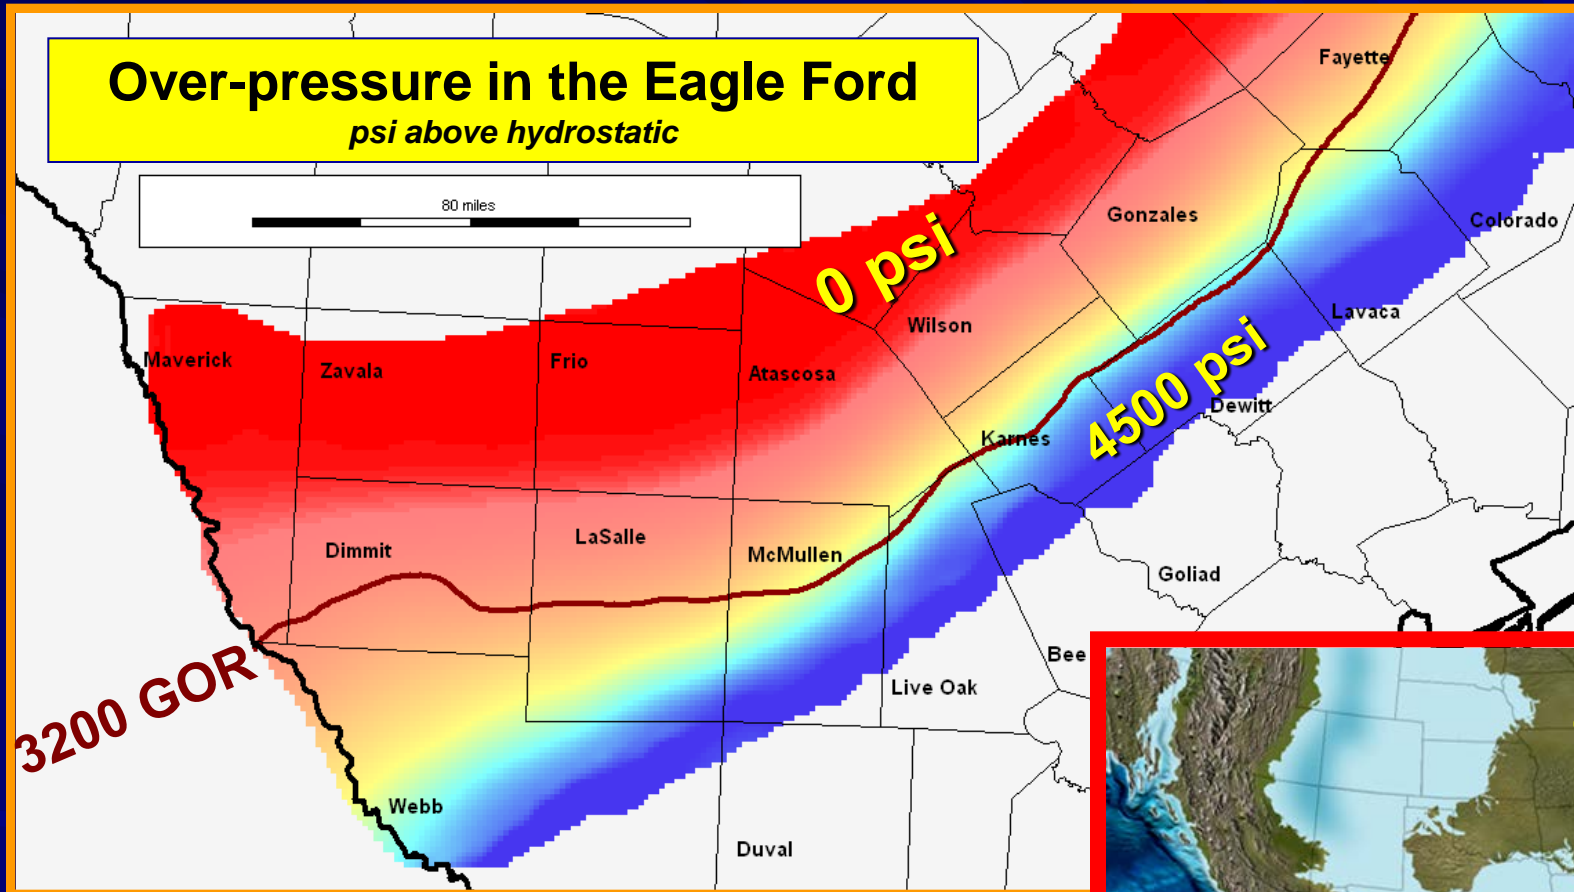 Over-pressure in the Eagle Ford
psi above hydrostatic
80 miles
Fayette
Gonzales
Colorado
0 psi
Wilson
Lavaca
Maverick
Zavala
Frio
Atascosa
4500 psi
Dewitt
Karnes
Dimmit
LaSalle
McMullen
Goliad
Bee
Live Oak
3200 GOR
Webb
Duval